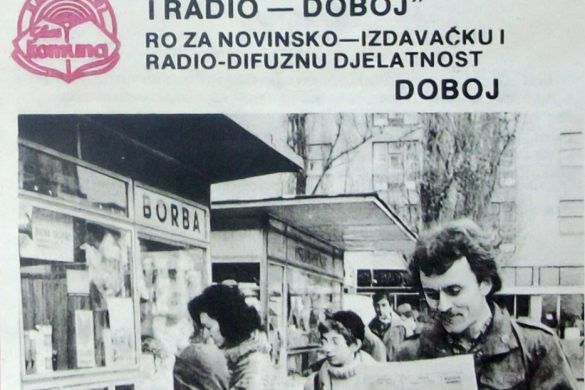 komuna
I RADIO — DOBOJ"
RO ZA NOVINSKO—IZDAVAČKU I
RADIO-DIFUZNU DJELATNOST
DOBOJ
BORBA